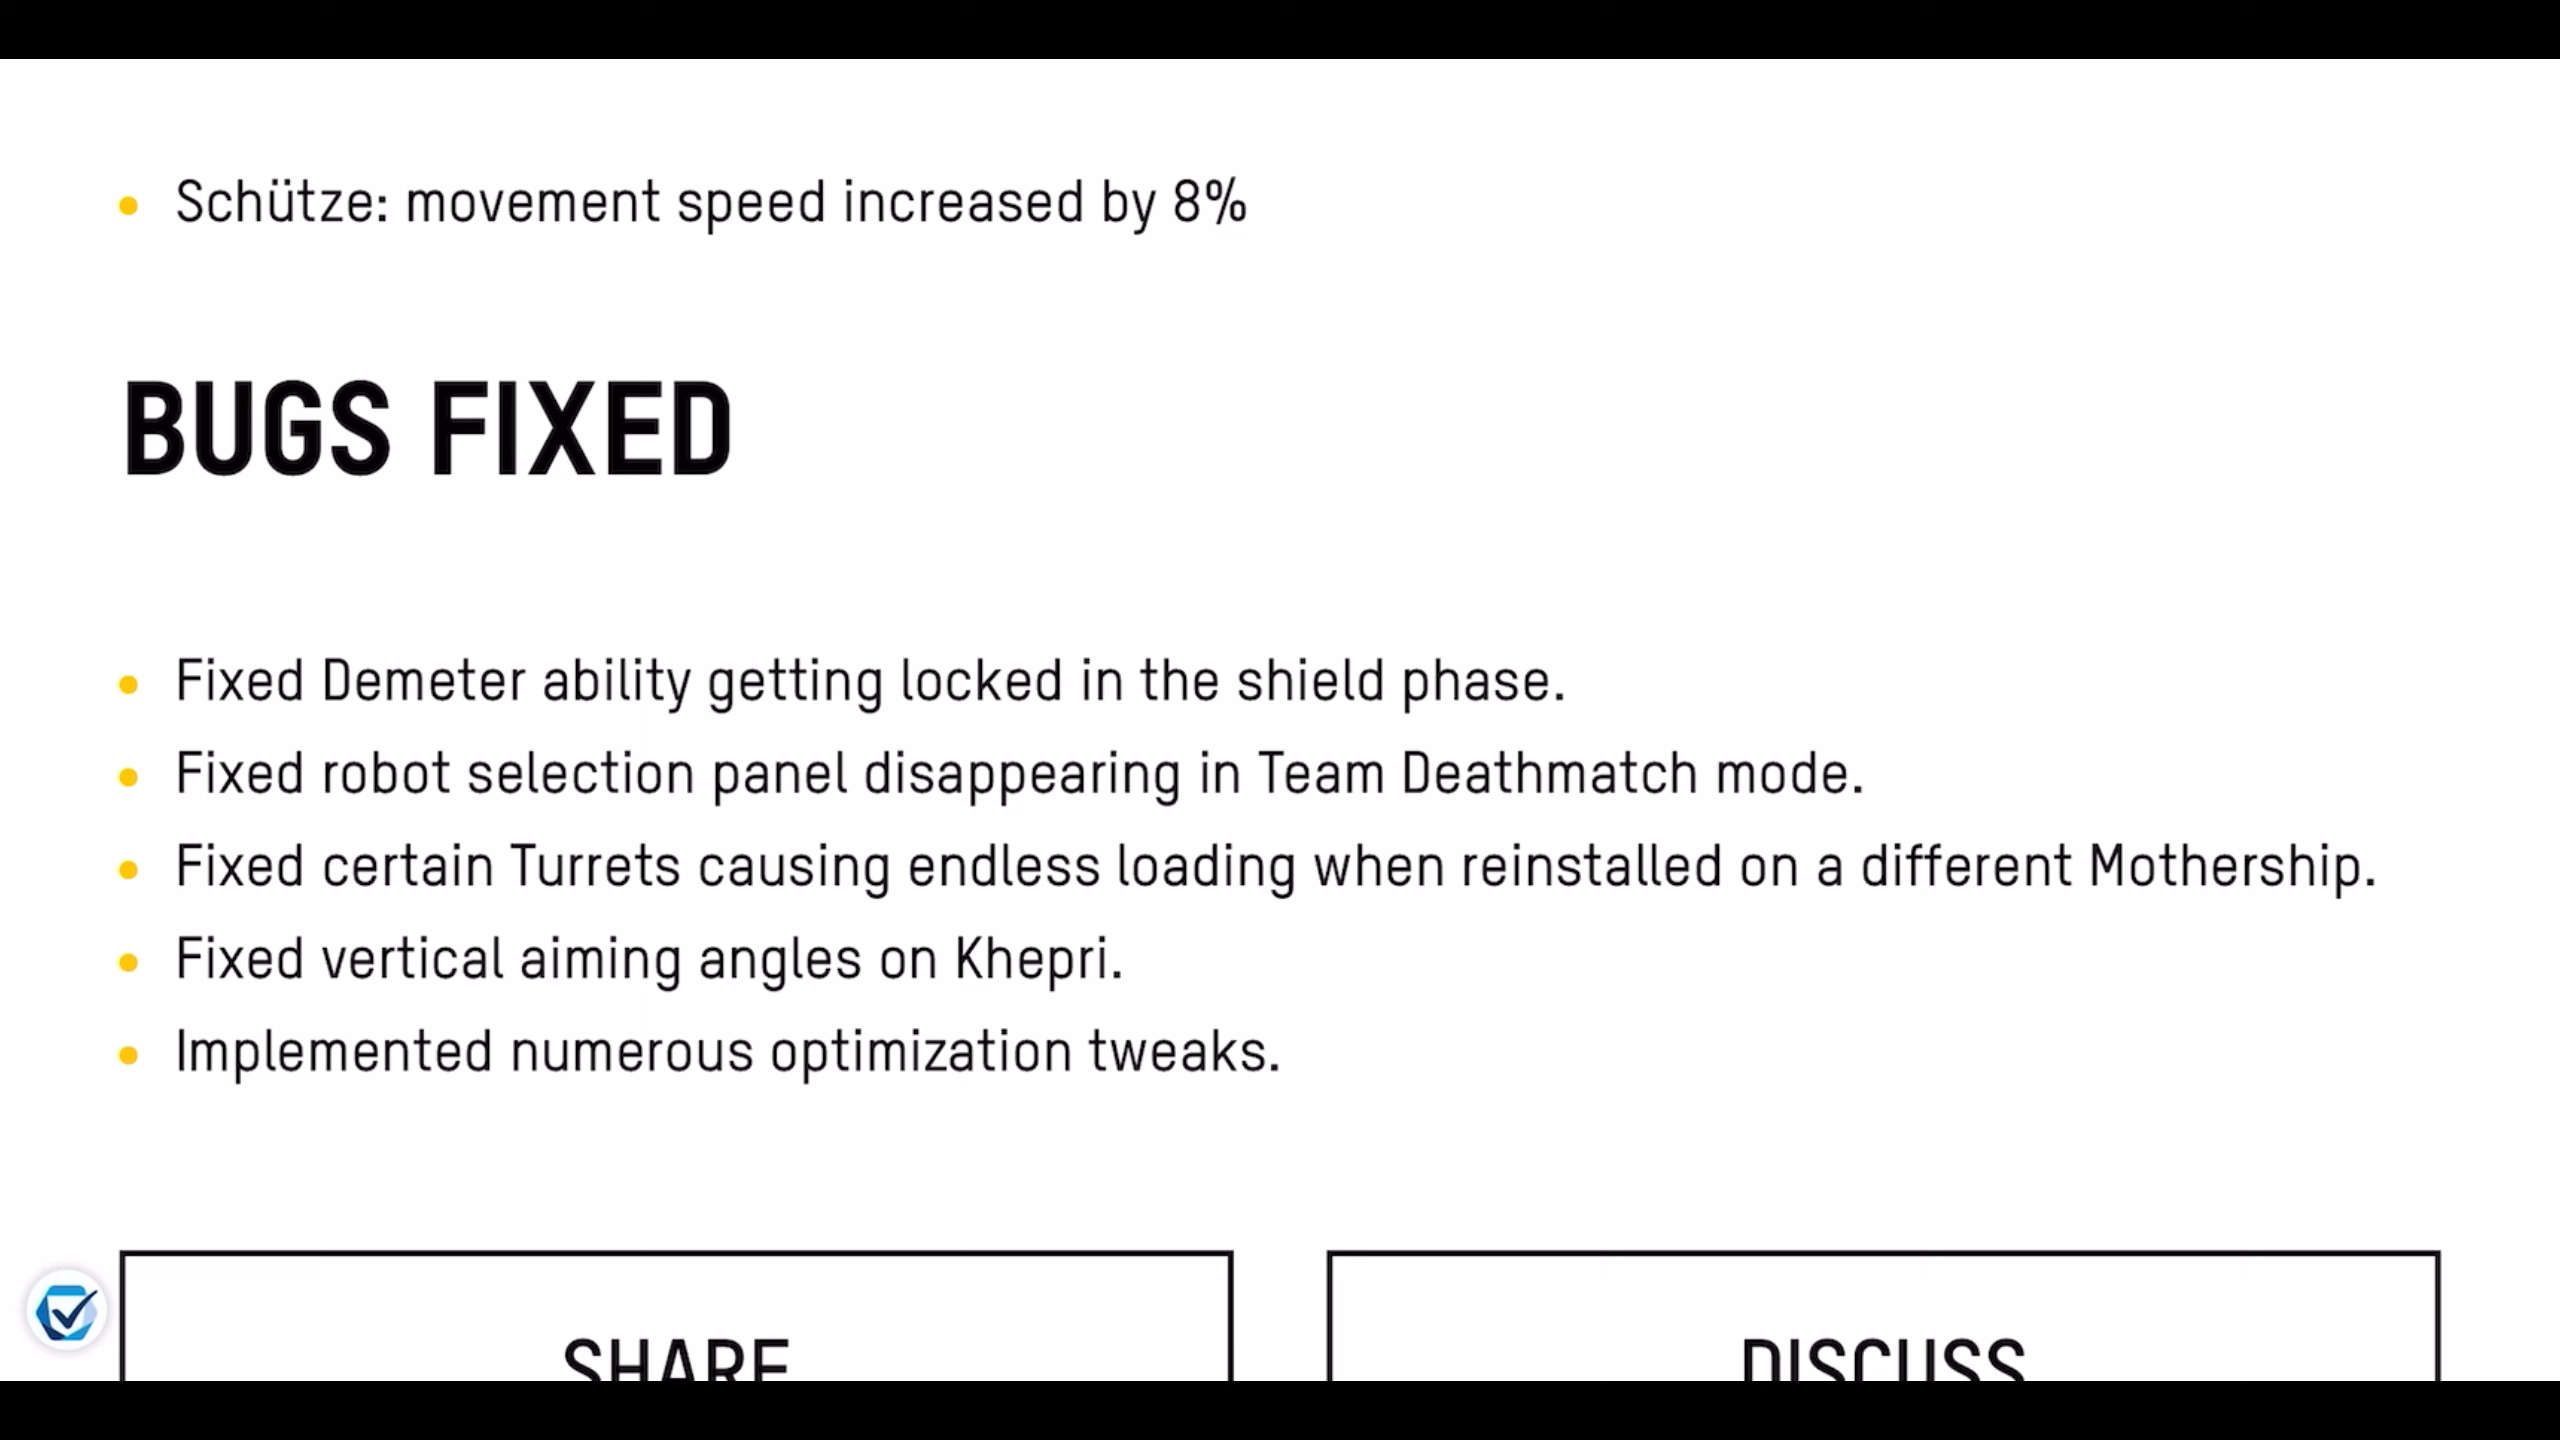 Schütze: movement speed increased by 8%
BUGS FIXED
Fixed Demeter ability getting locked in the shield phase.
Fixed robot selection panel disappearing in Team Deathmatch mode.
Fixed certain Turrets causing endless loading when reinstalled on a different Mothership.
Fixed vertical aiming angles on Khepri.
Implemented numerous optimization tweaks.
SHARE
DISCUSS